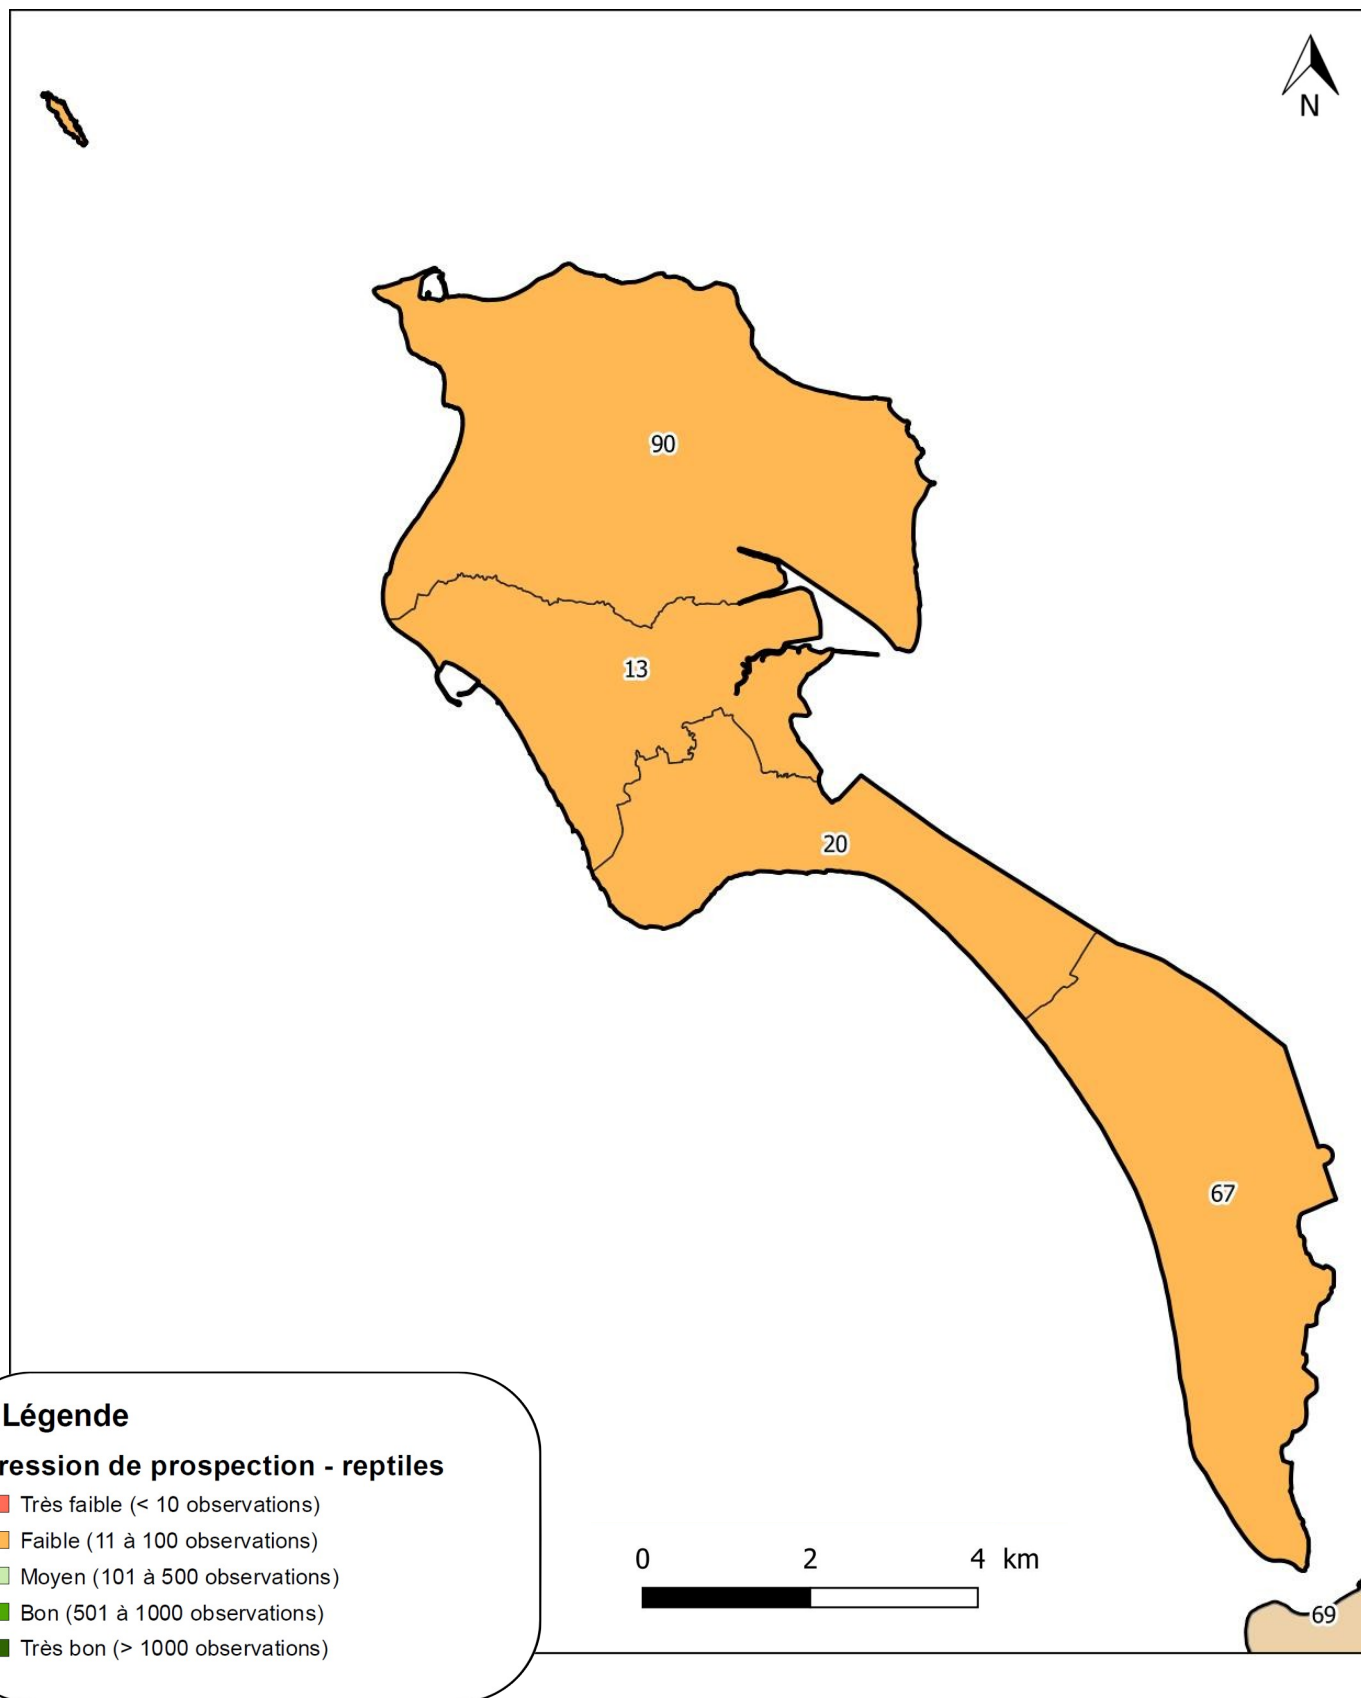 N
90
13
20
67
69
Légende
ression de prospection - reptiles
Très faible (< 10 observations)
Faible (11 à 100 observations)
Moyen (101 à 500 observations)
Bon (501 à 1000 observations)
Très bon (> 1000 observations)
0 2 4 km